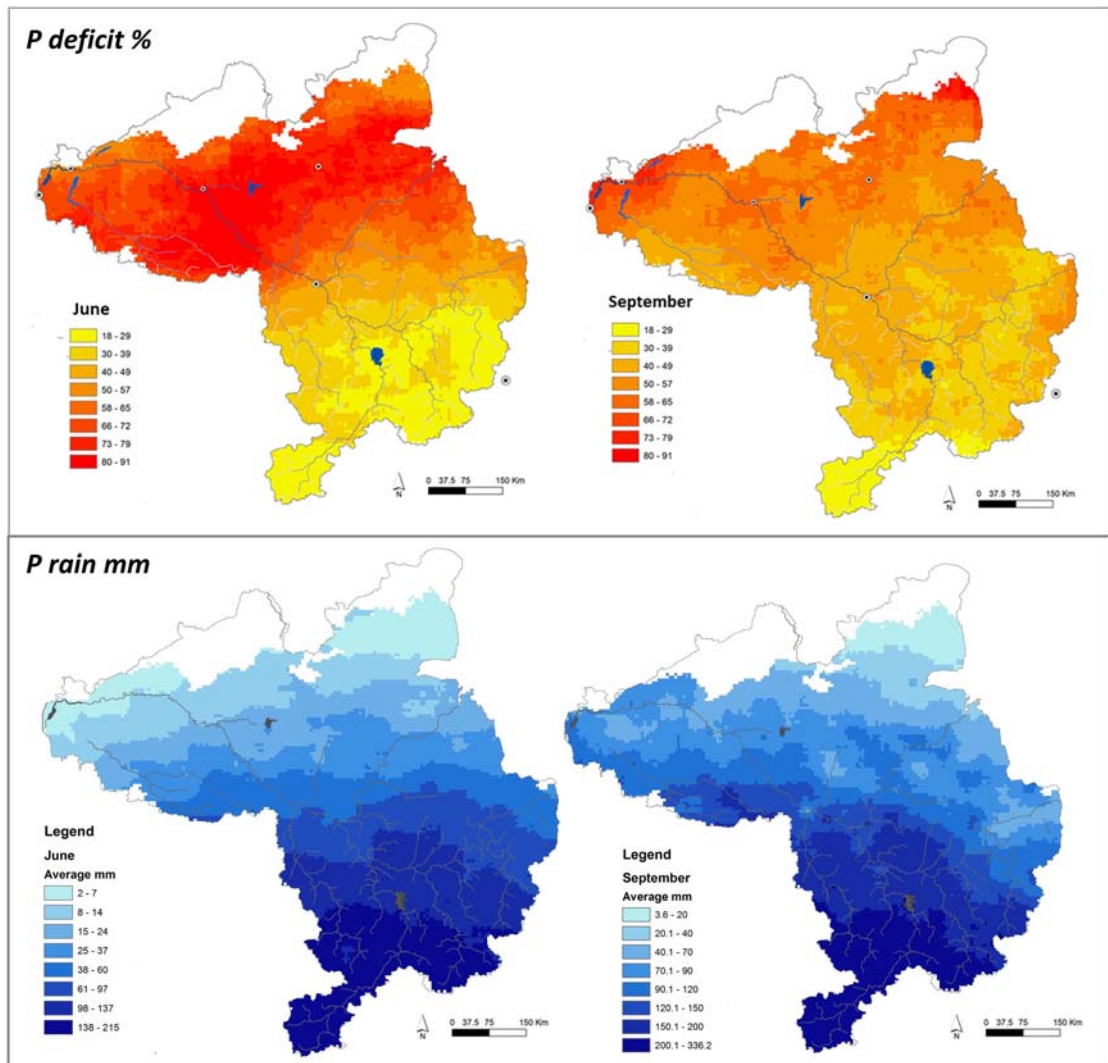 P deficit %
June
18 - 29
30 - 39
40 - 49
50 - 57
58 - 65
66 - 72
73 - 79
80 - 91
N
0 37.5 75 150 Km
September
18 - 29
30 - 39
40 - 49
50 - 57
58 - 65
66 - 72
73 - 79
80 - 91
N
0 37.5 75 150 Km
P rain mm
Legend
June
Average mm
2 - 7
8 - 14
15 - 24
25 - 37
38 - 60
61 - 97
98 - 137
138 - 215
N
0 37.5 75 150 Km
Legend
September
Average mm
3.6 - 20
20.1 - 40
40.1 - 70
70.1 - 90
90.1 - 120
120.1 - 150
150.1 - 200
200.1 - 336.2
N
0 37.5 75 150 Km